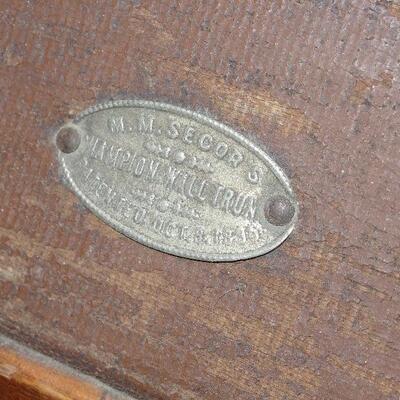 M.M. SECOR'S
CHAMPION WALL TRUNK
PATENTED OCT.